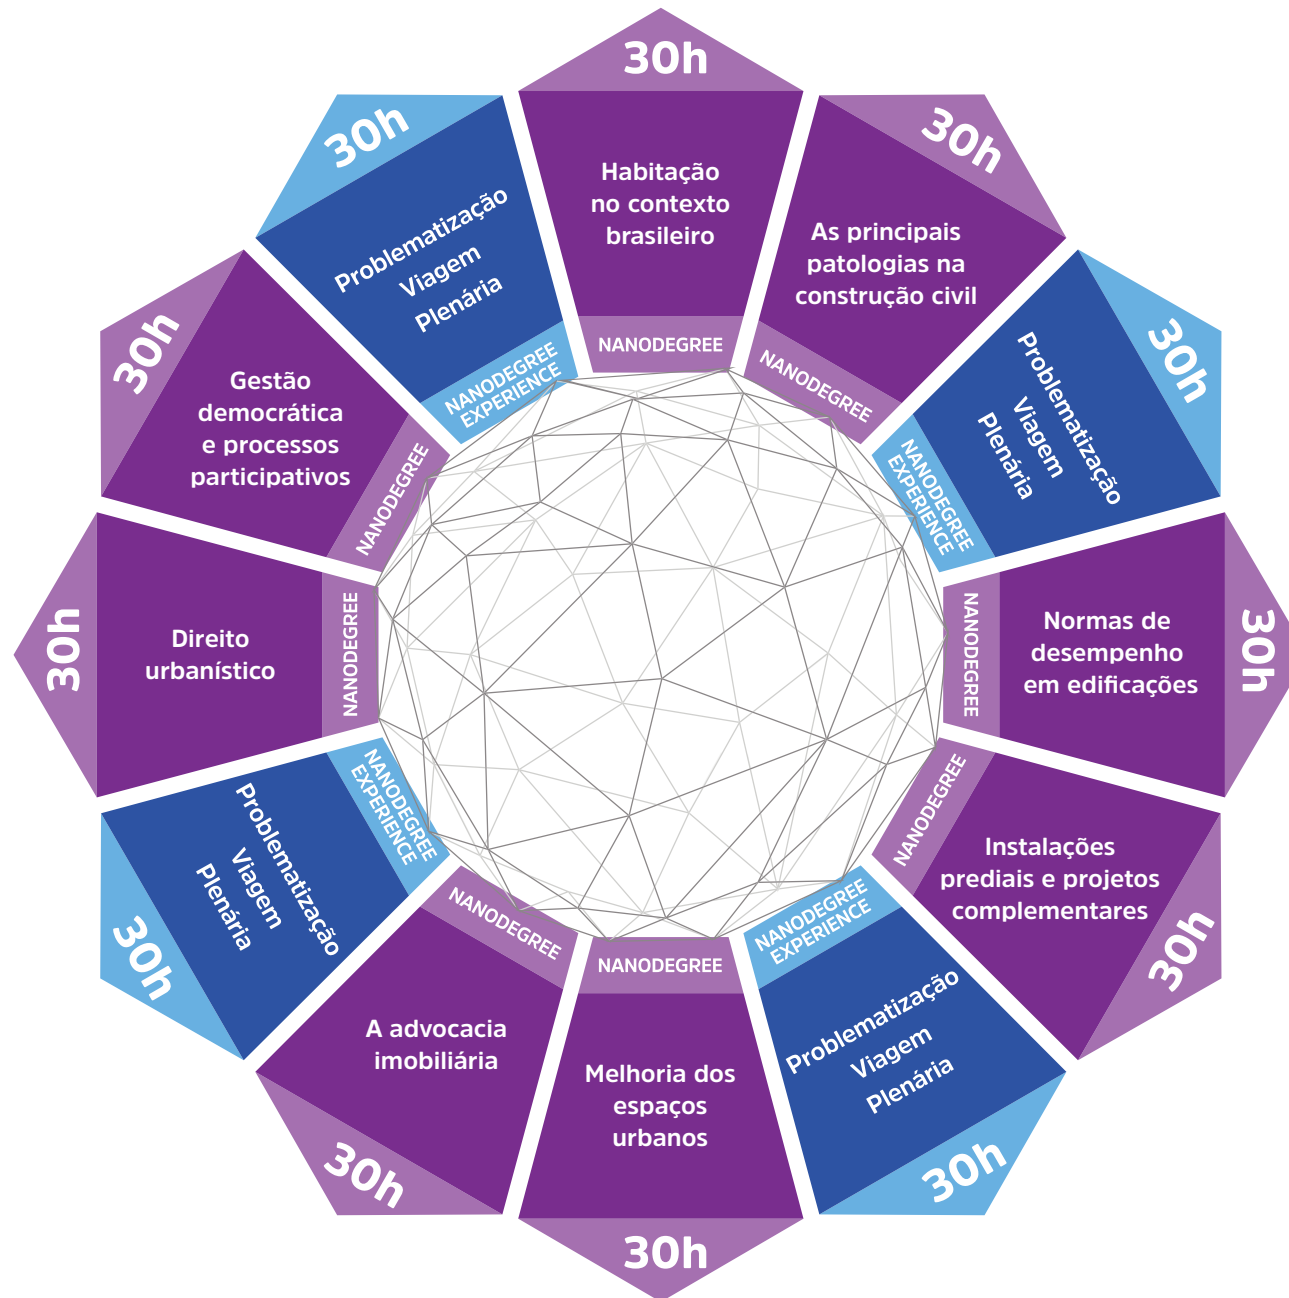 30h
Habitação
no contexto
brasileiro
NANODEGREE
30h
As principais
patologias na
construção civil
NANODEGREE
30h
Problematização
Viagem
Plenária
NANODEGREE
EXPERIENCE
30h
Normas de
desempenho
em edificações
NANODEGREE
30h
Instalações
prediais e projetos
complementares
NANODEGREE
30h
Problematização
Viagem
Plenária
NANODEGREE
EXPERIENCE
30h
Melhoria dos
espaços
urbanos
NANODEGREE
30h
A advocacia
imobiliária
NANODEGREE
30h
Problematização
Viagem
Plenária
NANODEGREE
EXPERIENCE
30h
Direito
urbanístico
NANODEGREE
30h
Gestão
democrática
e processos
participativos
NANODEGREE
30h
Problematização
Viagem
Plenária
NANODEGREE
EXPERIENCE